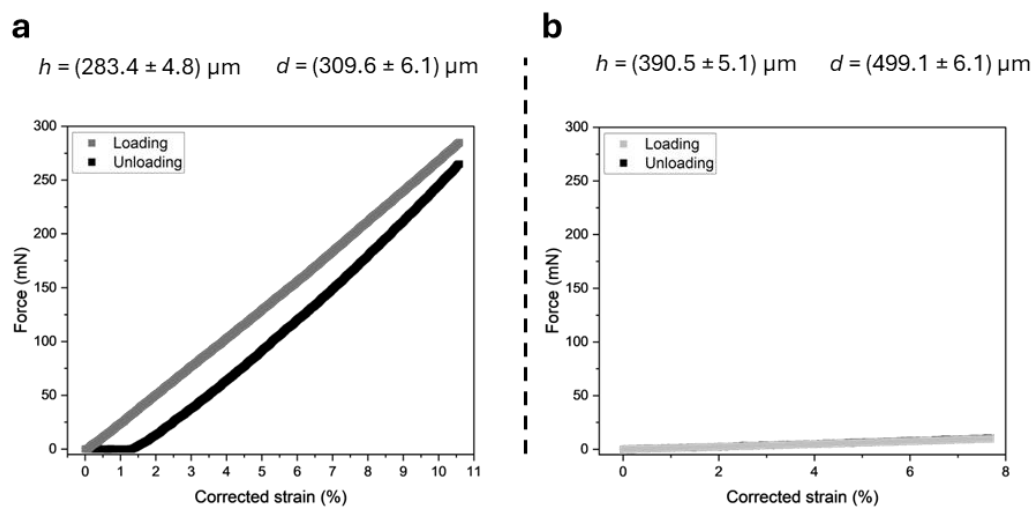 a
h = (283.4 ± 4.8) µm d = (309.6 ± 6.1) µm
Loading
Unloading
300
250
200
150
100
50
0
Force (mN)
0 1 2 3 4 5 6 7 8 9 10 11
Corrected strain (%)
b
h = (390.5 ± 5.1) µm d = (499.1 ± 6.1) µm
Loading
Unloading
300
250
200
150
100
50
0
Force (mN)
0 2 4 6 8
Corrected strain (%)